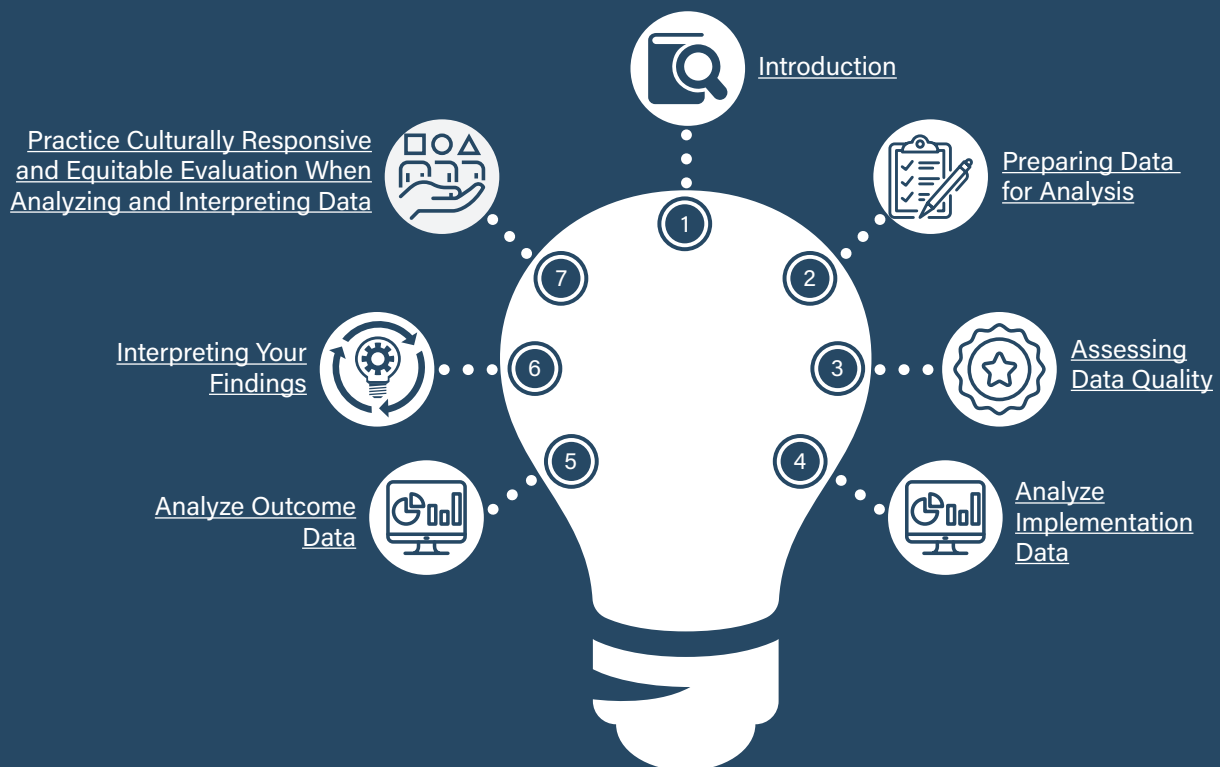 1
Introduction
2
Preparing Data
for Analysis
3
Assessing
Data Quality
4
Analyze
Implementation
Data
5
Analyze Outcome
Data
6
Interpreting Your
Findings
7
Practice Culturally Responsive
and Equitable Evaluation When
Analyzing and Interpreting Data